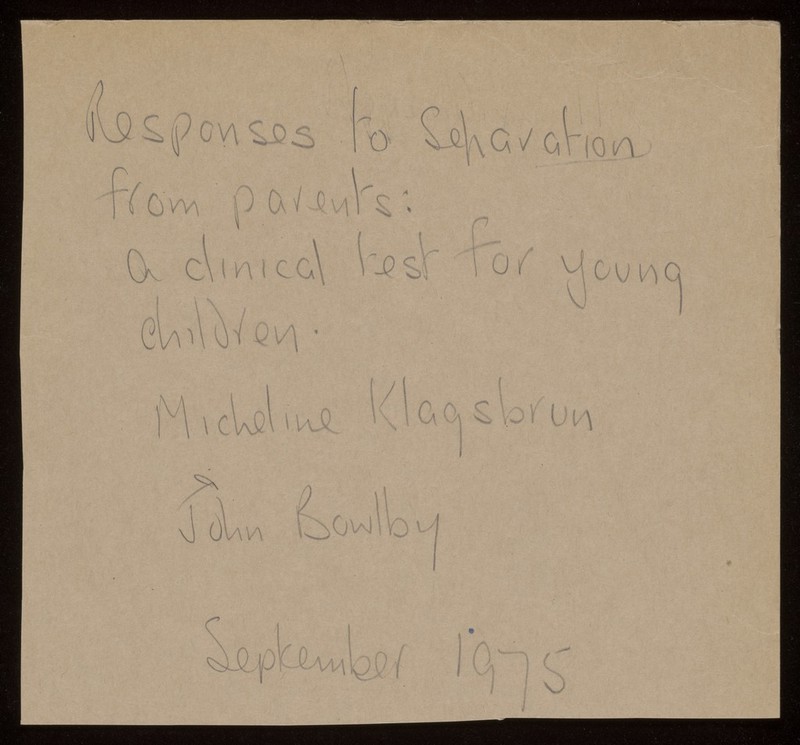 Responses to Separation
from parents:
a clinical test for young
children.
Micheline Klagsbrun
John Bowlby
September 1975